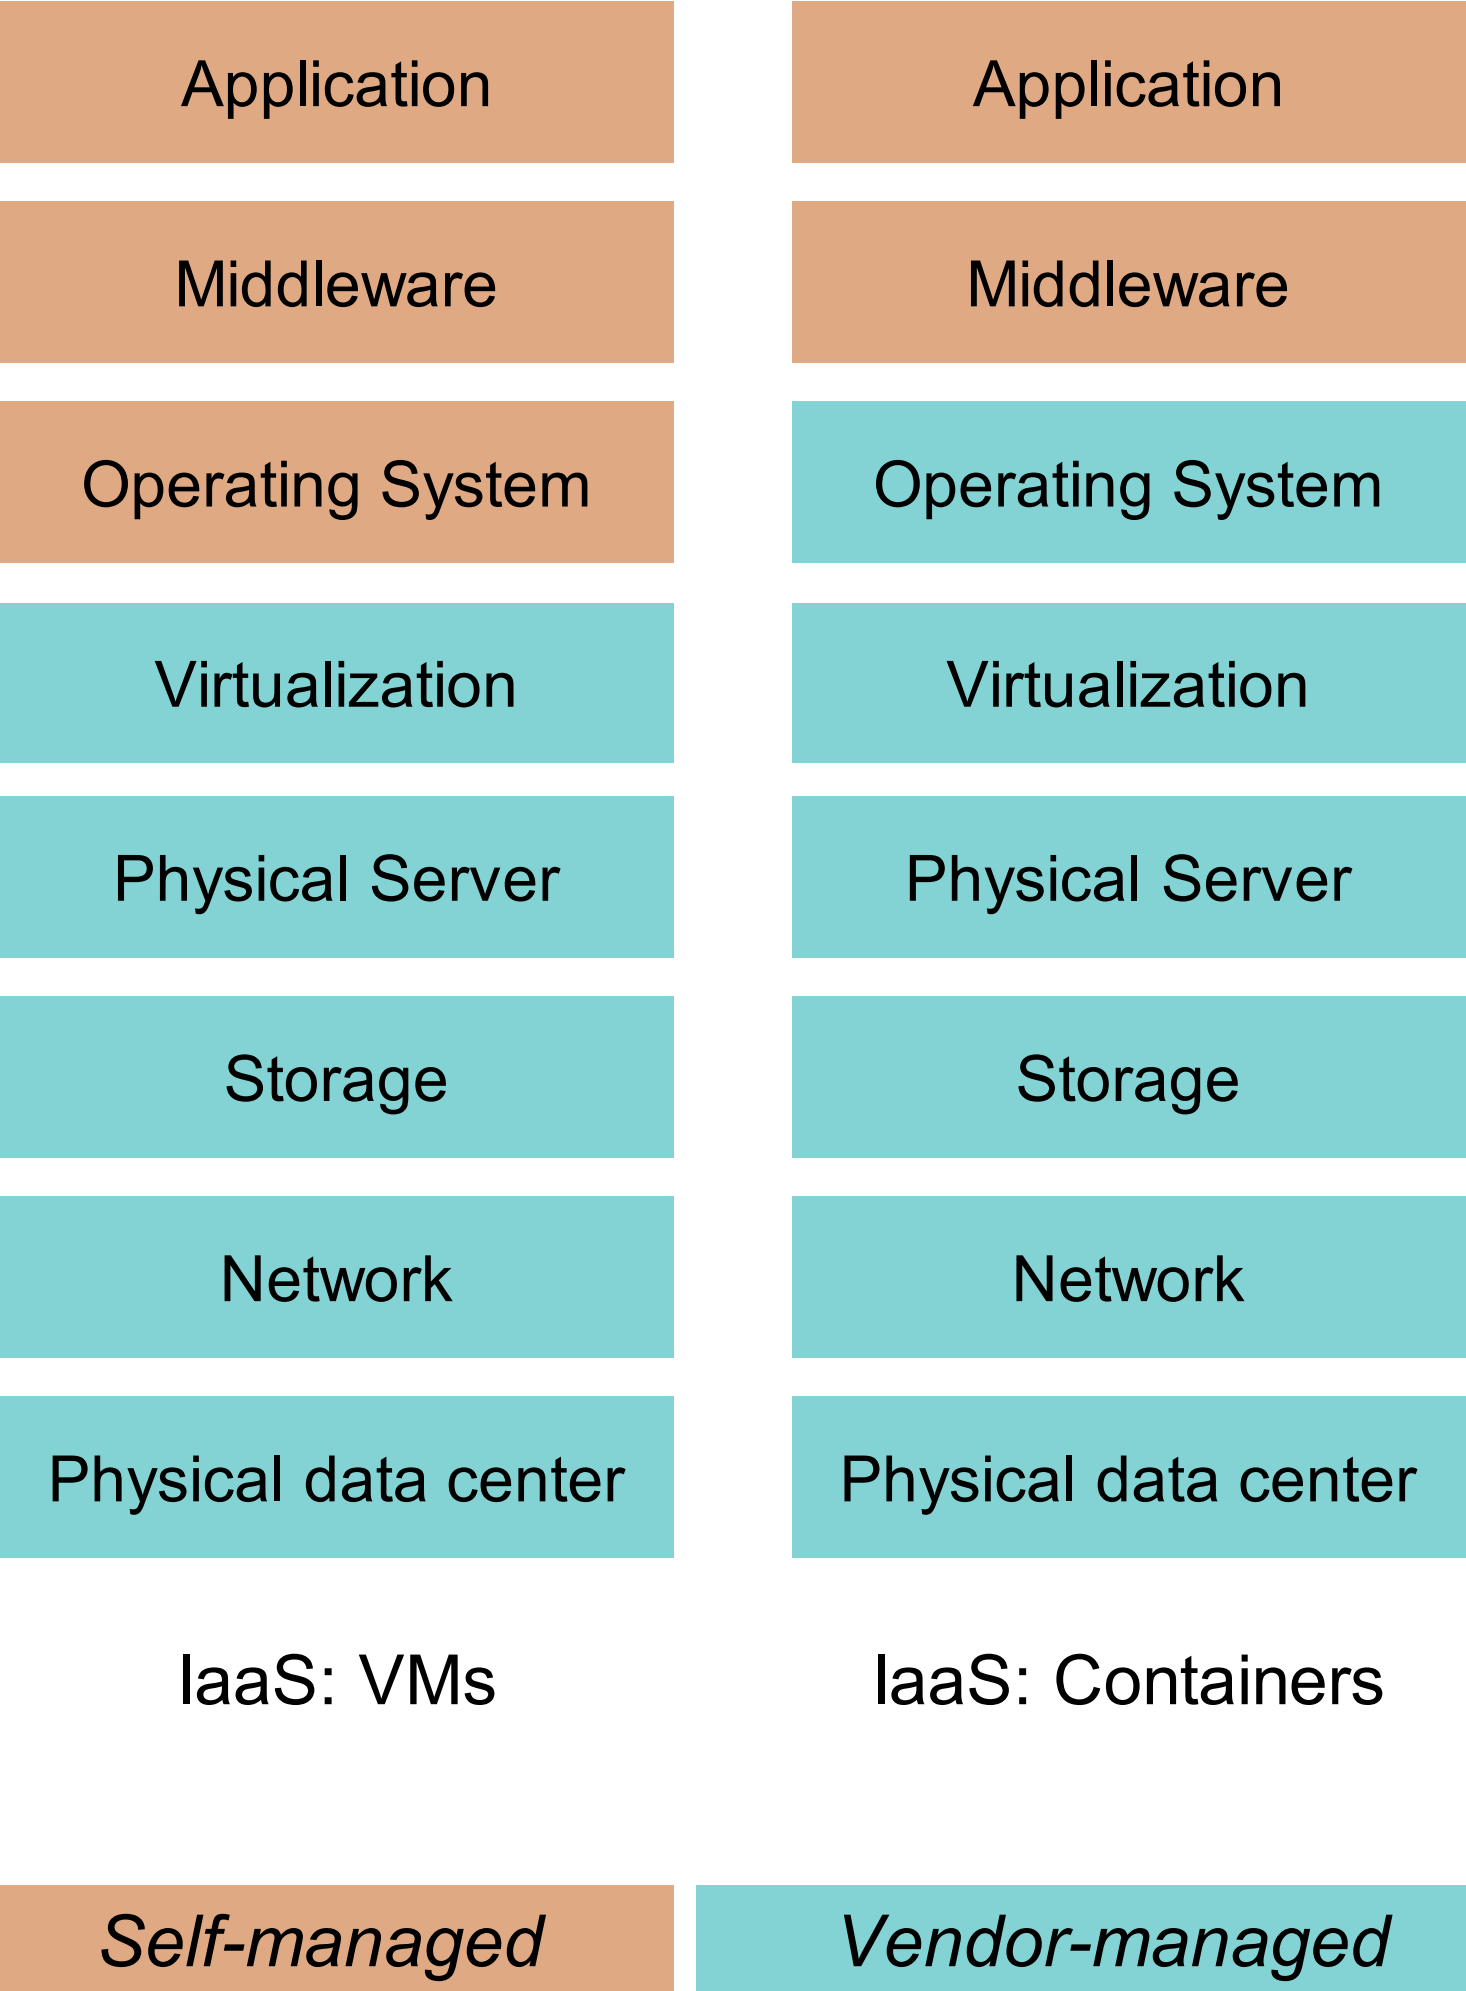 Application
Application
Middleware
Middleware
Operating System
Operating System
Virtualization
Virtualization
Physical Server
Physical Server
Storage
Storage
Network
Network
Physical data center
Physical data center
IaaS: VMs
IaaS: Containers
Self-managed
Vendor-managed